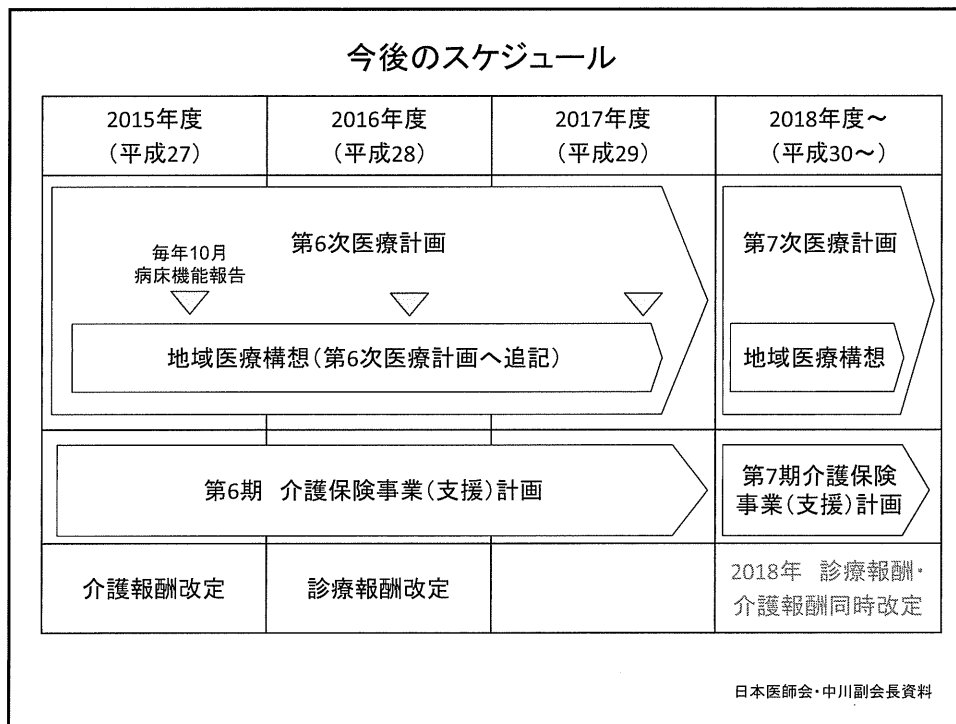 今後のスケジュール
2015年度
(平成27)
2016年度
(平成28)
2017年度
(平成29)
2018年度～
(平成30～)
第6次医療計画
第7次医療計画
毎年10月
病床機能報告
地域医療構想(第6次医療計画へ追記)
地域医療構想
第6期 介護保険事業(支援)計画
第7期介護保険
事業(支援)計画
介護報酬改定
診療報酬改定
2018年 診療報酬・
介護報酬同時改定
日本医師会・中川副会長資料